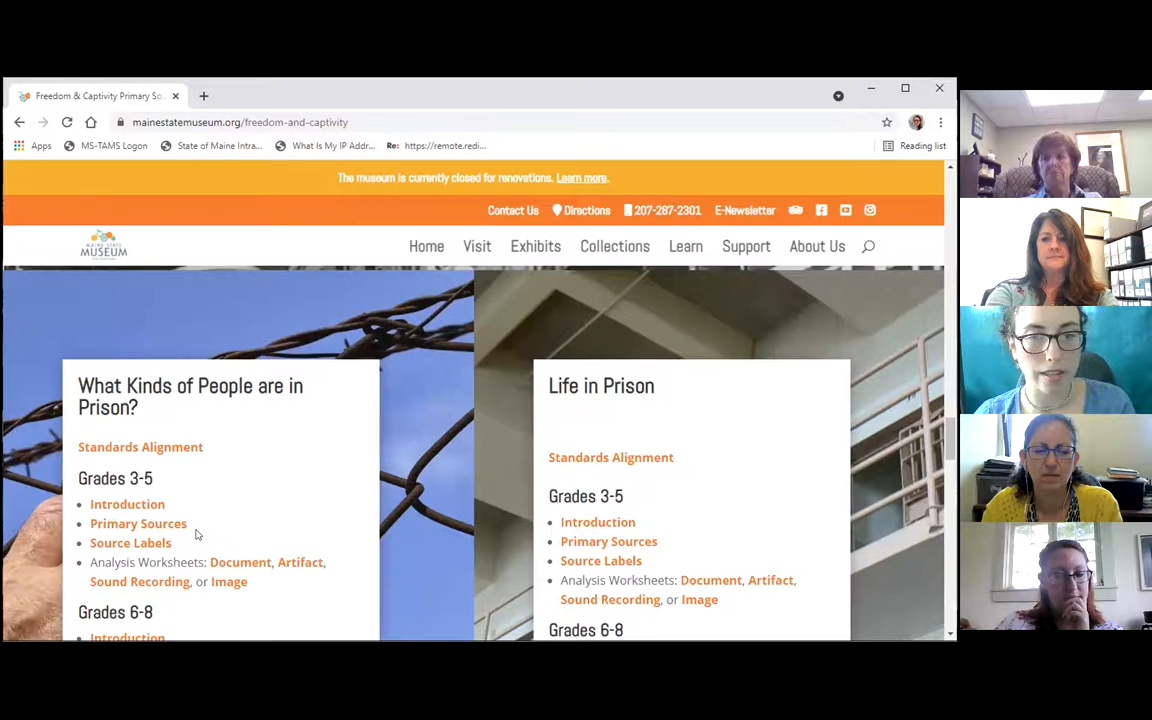 Freedom & Captivity Primary So
mainestatemuseum.org/freedom-and-captivity
Apps MS-TAMS Logon State of Maine Intra... What Is My IP Addr... Re: https://remote.redi... Reading list
The museum is currently closed for renovations. Learn more.
Contact Us Directions 207-287-2301 E-Newsletter
MAINE STATE
MUSEUM
Home Visit Exhibits Collections Learn Support About Us
What Kinds of People are in
Prison?
Standards Alignment
Grades 3-5
• Introduction
• Primary Sources
• Source Labels
• Analysis Worksheets: Document, Artifact,
Sound Recording, or Image
Grades 6-8
Introduction
Life in Prison
Standards Alignment
Grades 3-5
• Introduction
• Primary Sources
• Source Labels
• Analysis Worksheets: Document, Artifact,
Sound Recording, or Image
Grades 6-8